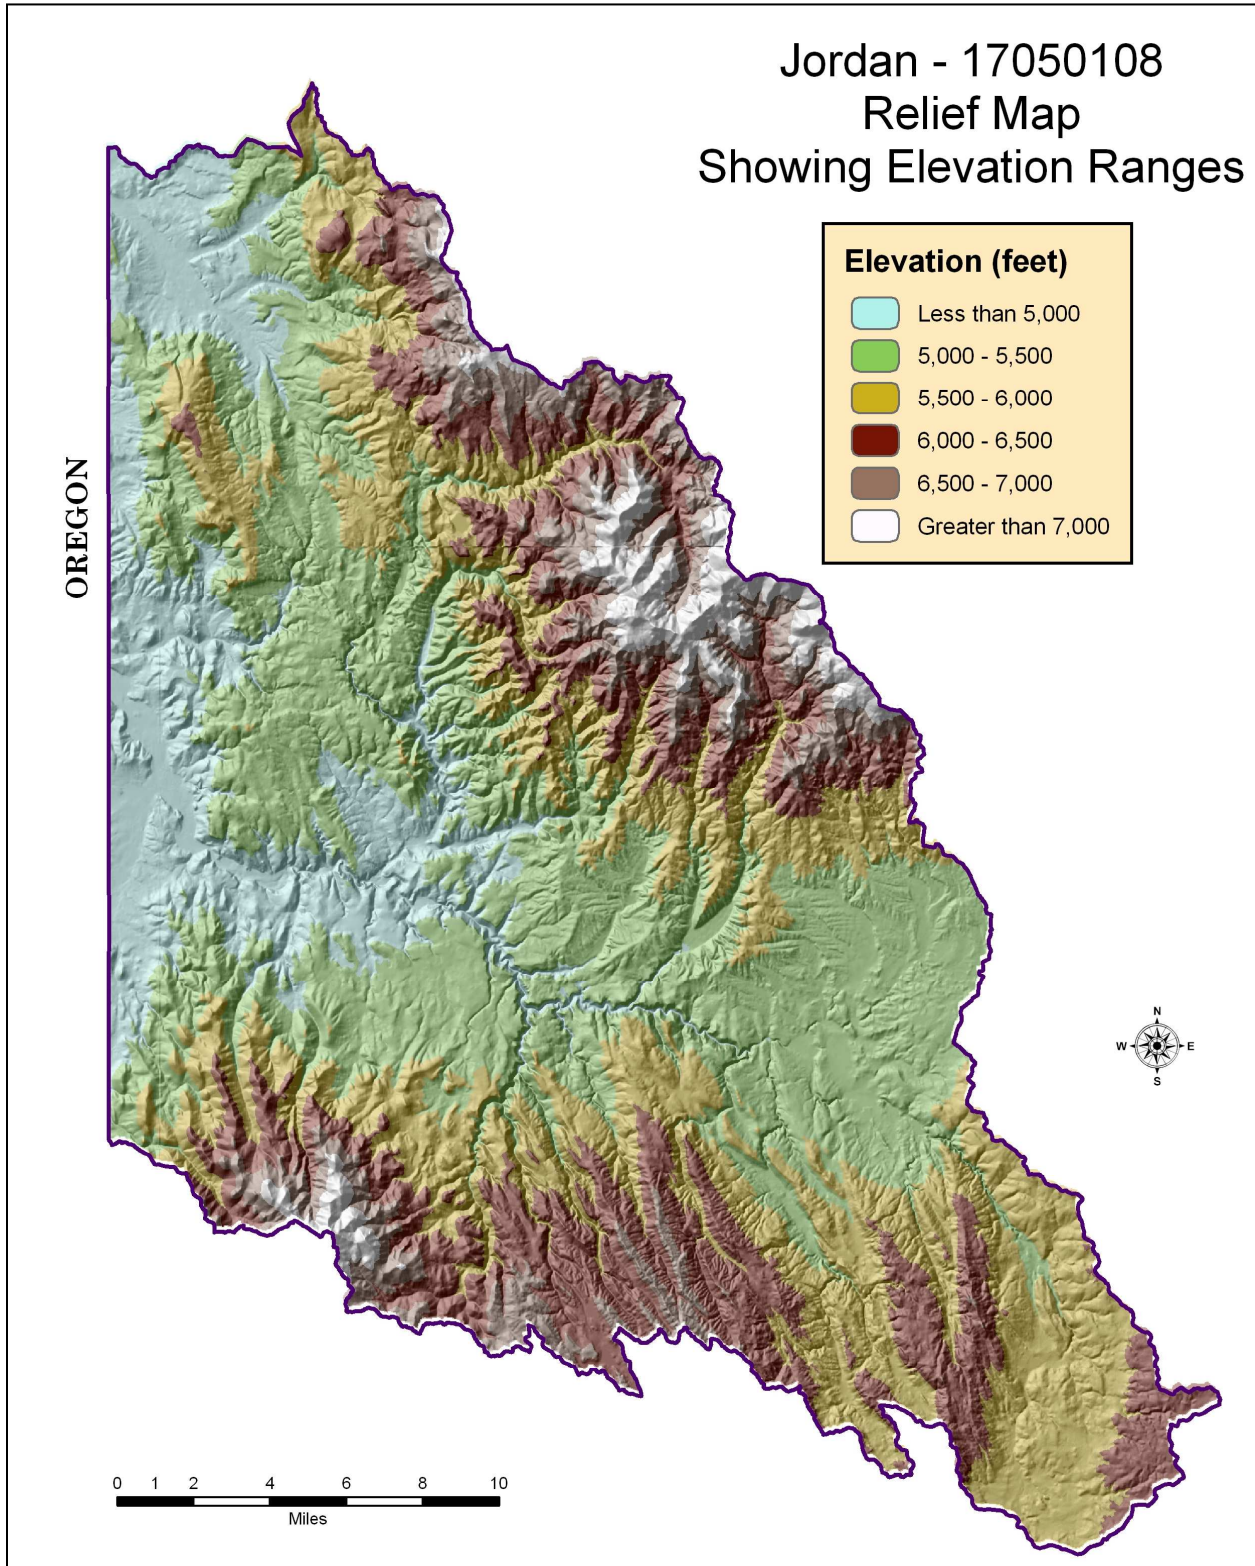 Jordan - 17050108
Relief Map
Showing Elevation Ranges
Elevation (feet)
Less than 5,000
5,000 - 5,500
5,500 - 6,000
6,000 - 6,500
6,500 - 7,000
Greater than 7,000
OREGON
N
W E
S
0 1 2 4 6 8 10
Miles